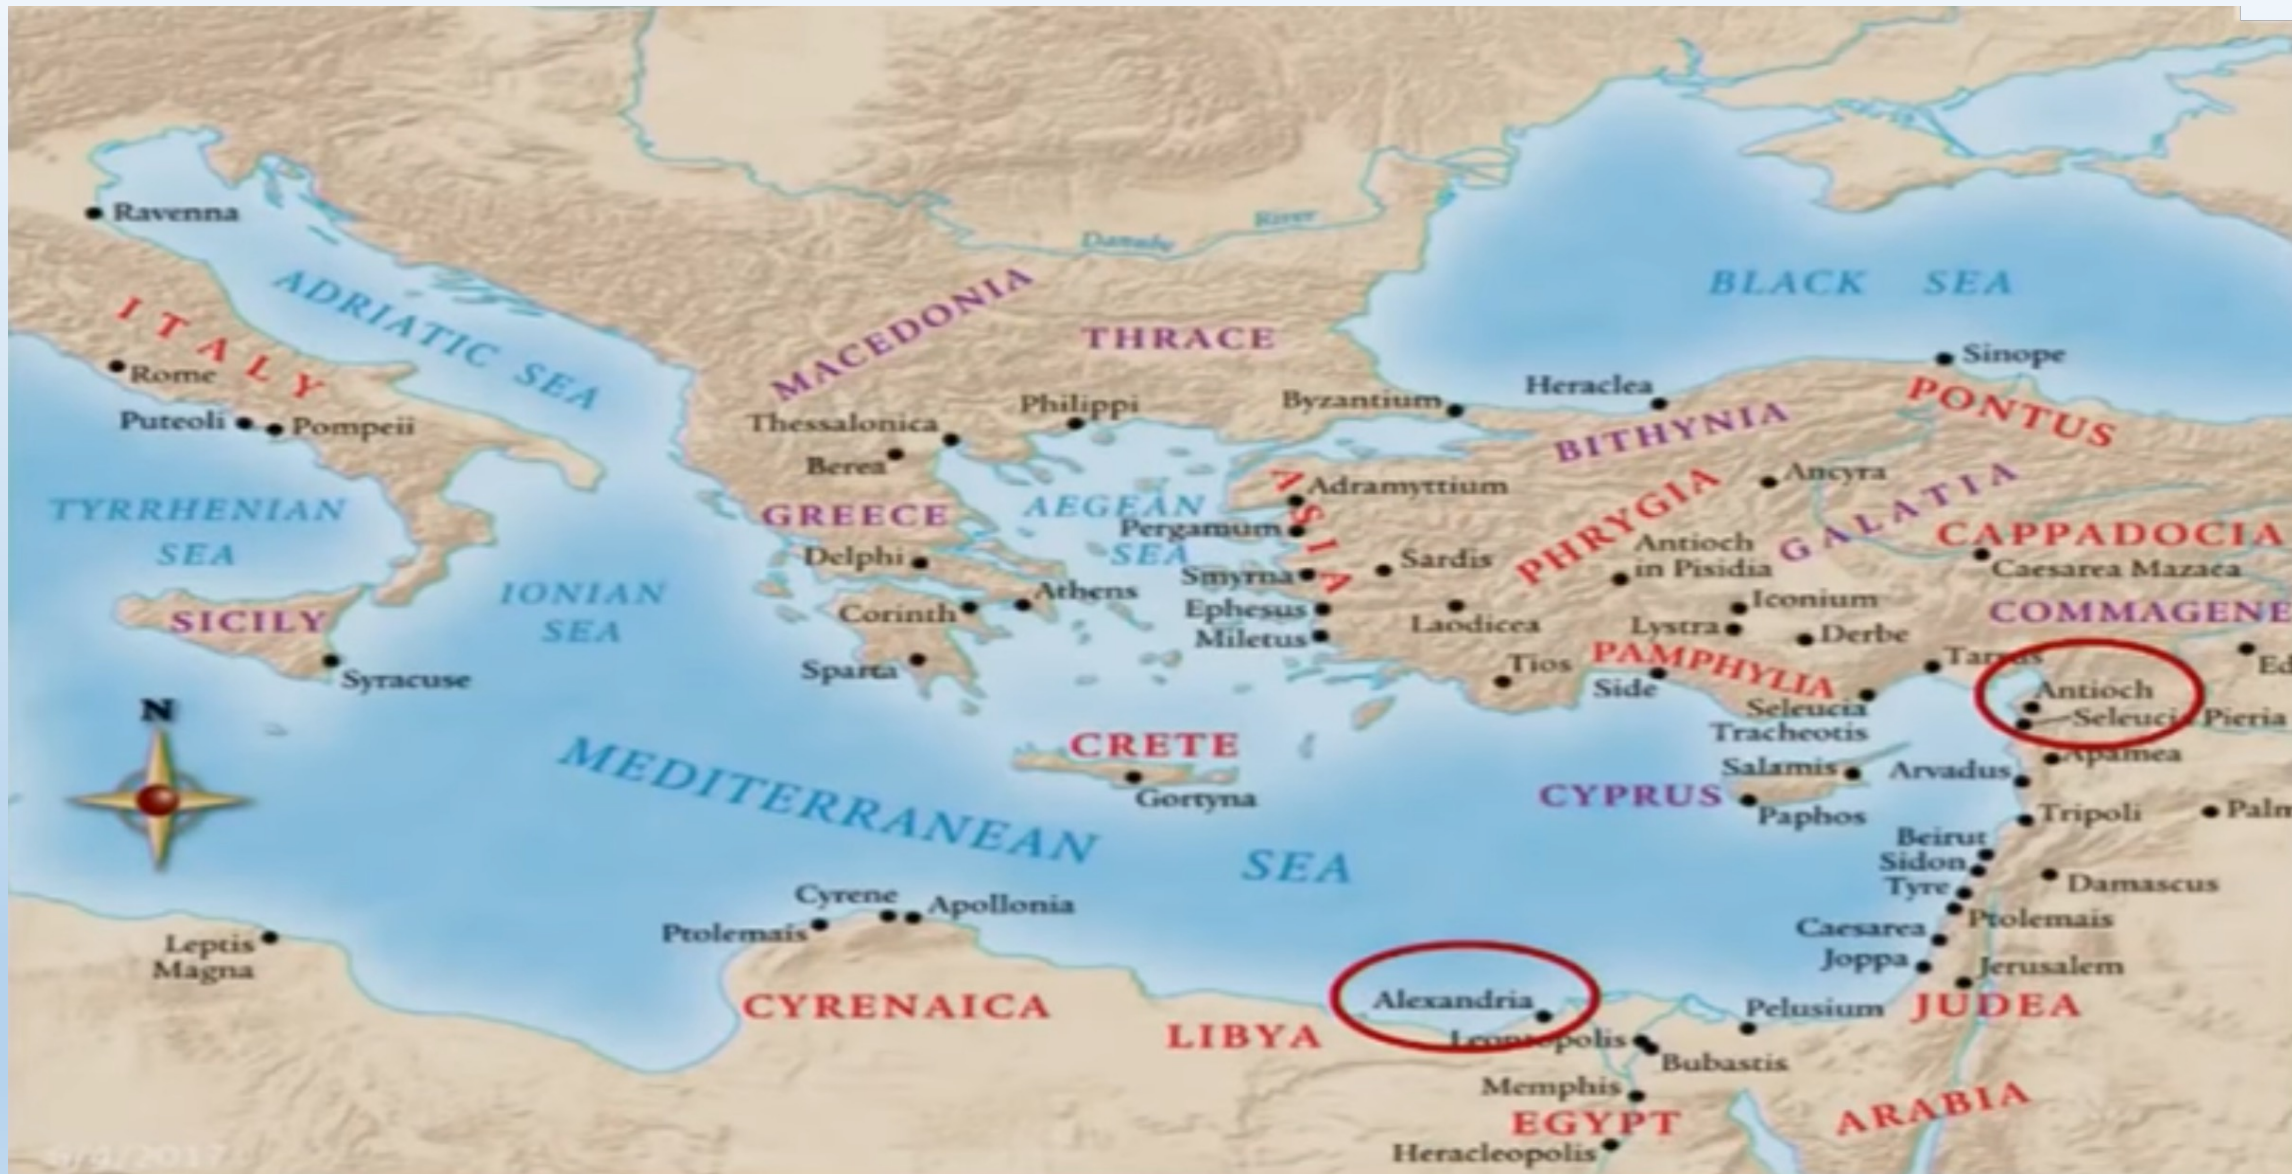 Ravenna
Danube
River
ADRIATIC SEA
ITALY
MACEDONIA
THRACE
BLACK SEA
Sinope
Rome
Heraclea
Byzantium
PONTUS
Puteoli
Pompeii
Thessalonica
Philippi
BITHYNIA
Berea
ASIA
Adramyttium
PHRYGIA
Ancyra
GALATIA
TYRRHENIAN
SEA
GREECE
AEGEAN
SEA
Pergamum
CAPPADOCIA
Delphi
Sardis
Antioch
in Pisidia
Caesarea Mazaca
Smyrna
IONIAN
SEA
Athens
Corinth
Ephesus
Iconium
COMMAGENE
SICILY
Laodicea
Lystra
Derbe
Miletus
Syracuse
Sparta
Tios
PAMPHYLIA
Side
Tarsus
Ed
Antioch
N
Seleucia
Tracheotis
Seleucia Pieria
CRETE
Apamea
MEDITERRANEAN SEA
Gortyna
Salamis
Arvadus
CYPRUS
Paphos
Tripoli
Palm
Beirut
Sidon
Tyre
Damascus
Cyrene
Apollonia
Ptolemais
Ptolemais
Caesarea
Leptis
Magna
Joppa
Jerusalem
CYRENAICA
Alexandria
Pelusium
JUDEA
LIBYA
Leontopolis
Bubastis
Memphis
EGYPT
ARABIA
Heracleopolis